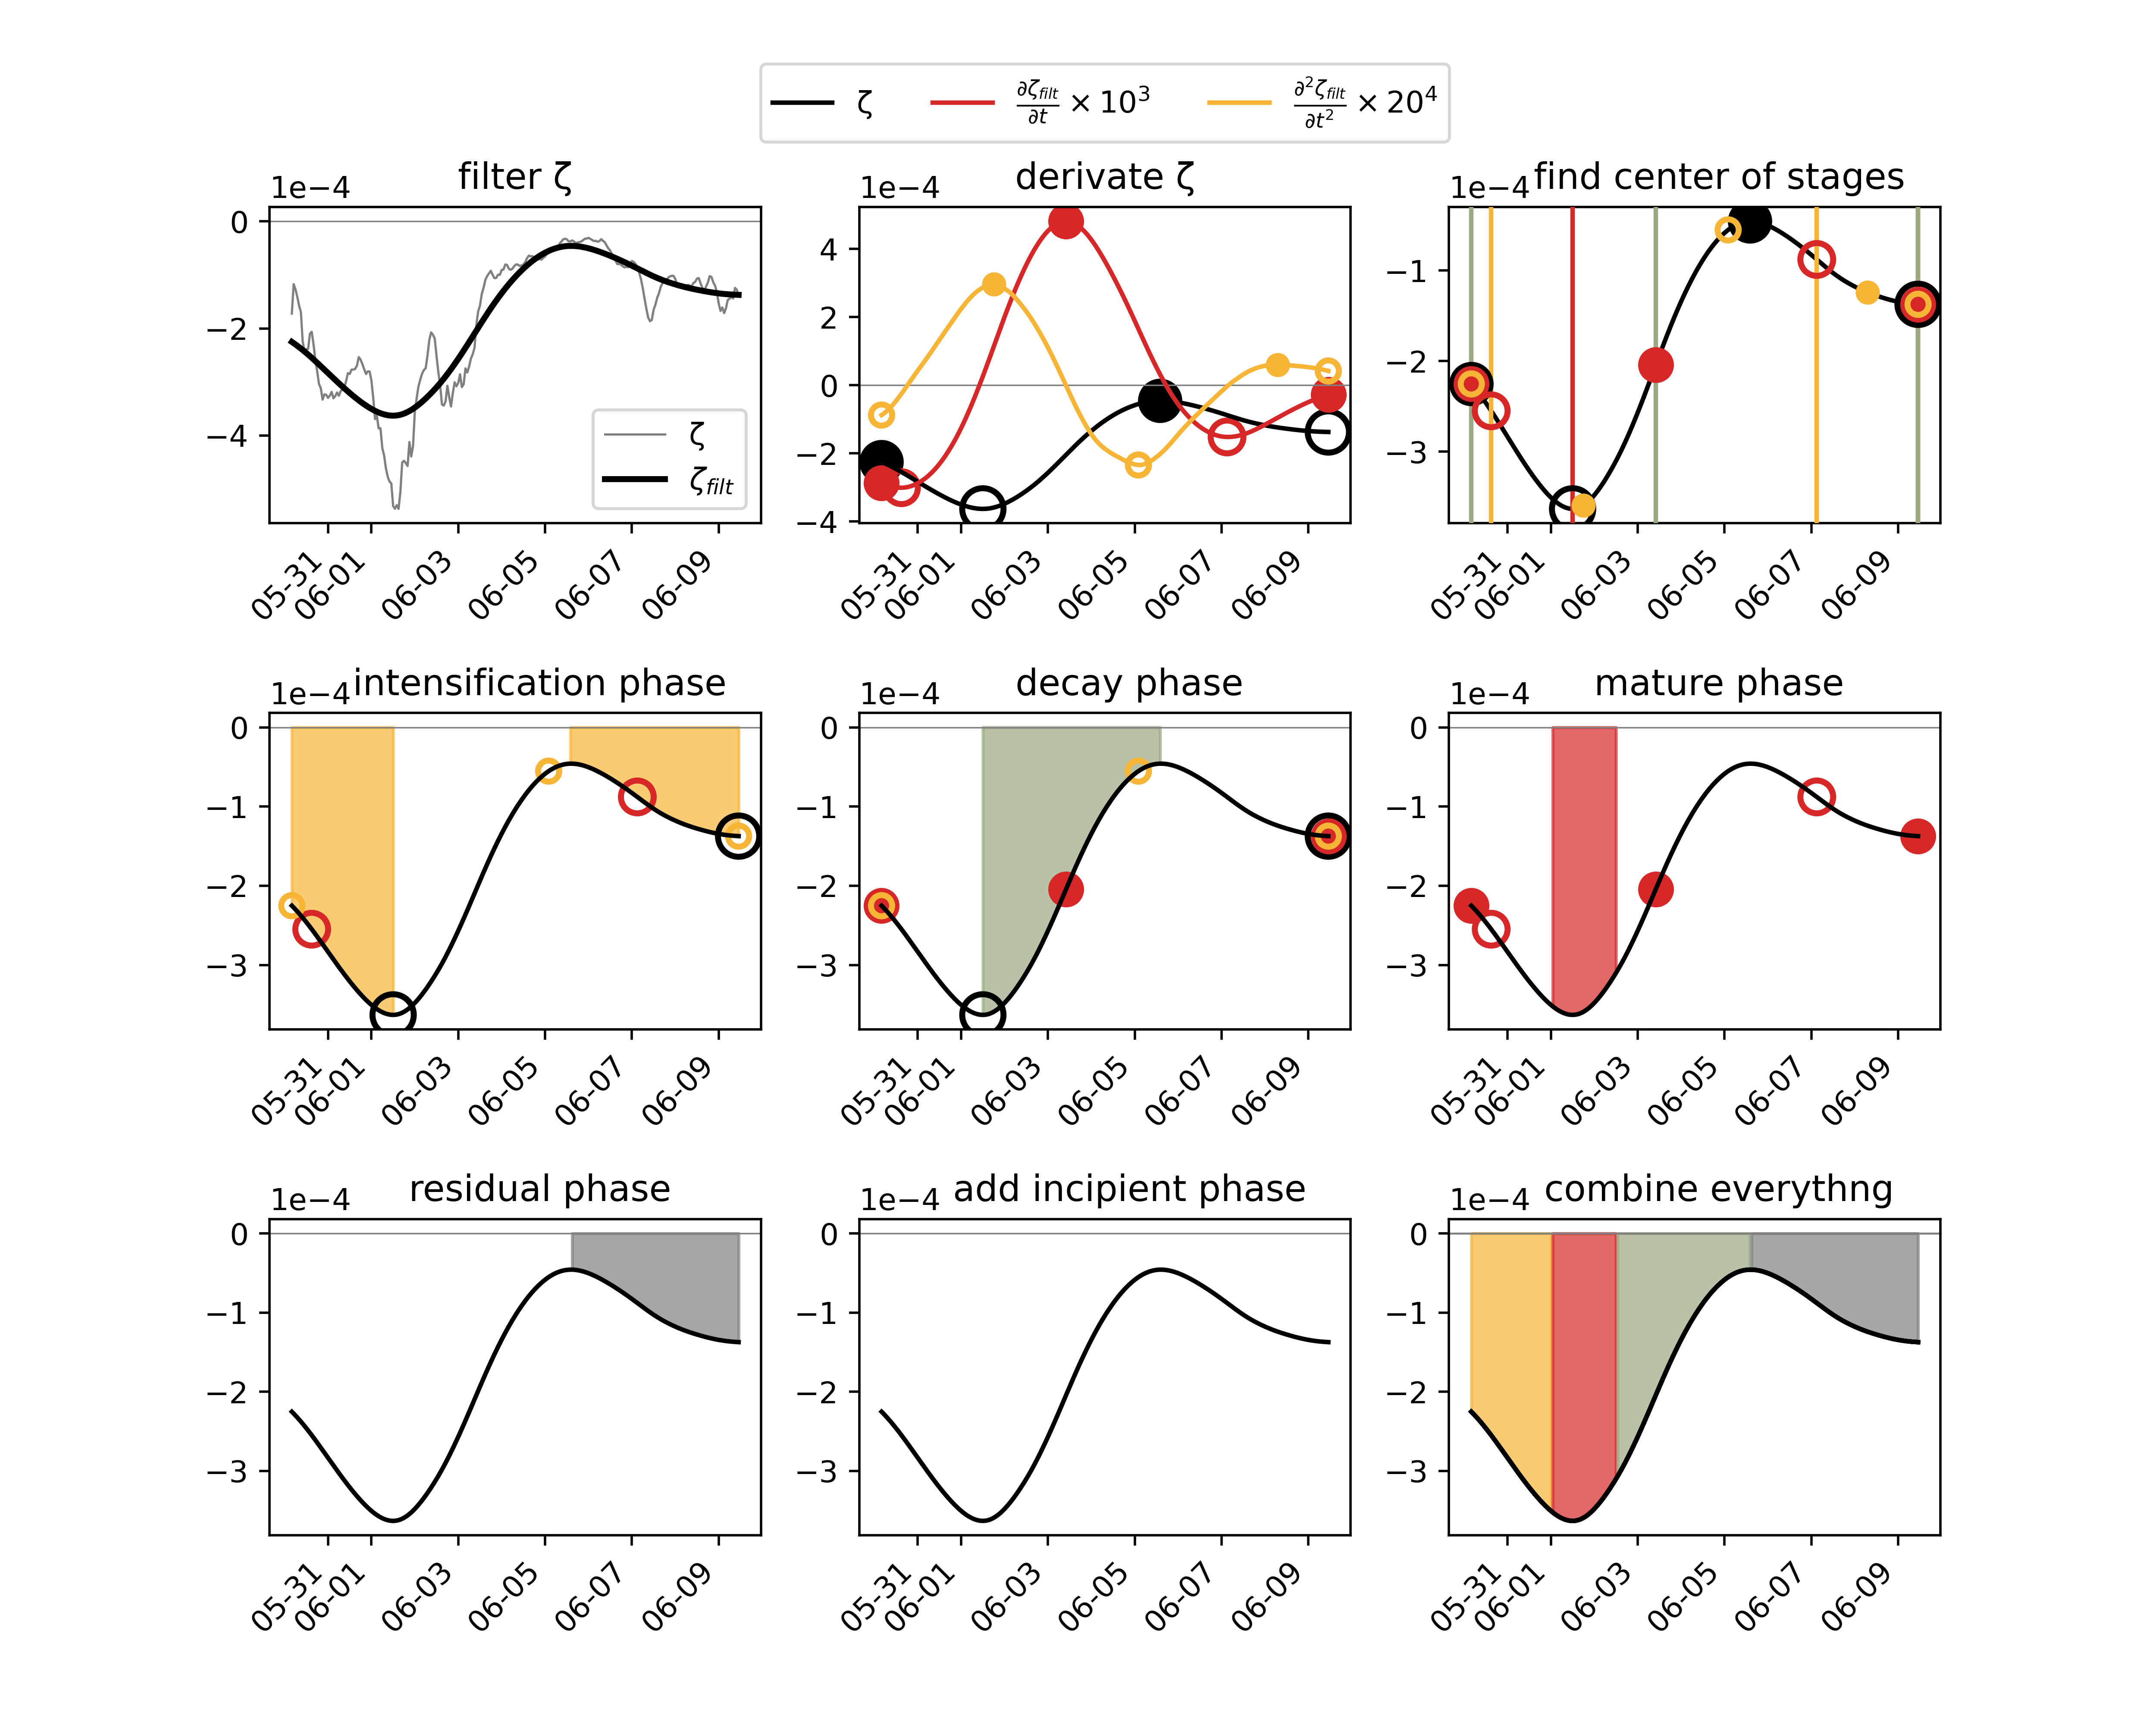 ζ ∂ζfilt/∂t × 10³ ∂²ζfilt/∂t² × 20⁴
filter ζ
1e−4
0
−2
−4
ζ
ζfilt
05-31 06-01 06-03 06-05 06-07 06-09
derivate ζ
1e−4
4
2
0
−2
−4
05-31 06-01 06-03 06-05 06-07 06-09
find center of stages
1e−4
−1
−2
−3
05-31 06-01 06-03 06-05 06-07 06-09
intensification phase
1e−4
0
−1
−2
−3
05-31 06-01 06-03 06-05 06-07 06-09
decay phase
1e−4
0
−1
−2
−3
05-31 06-01 06-03 06-05 06-07 06-09
mature phase
1e−4
0
−1
−2
−3
05-31 06-01 06-03 06-05 06-07 06-09
residual phase
1e−4
0
−1
−2
−3
05-31 06-01 06-03 06-05 06-07 06-09
add incipient phase
1e−4
0
−1
−2
−3
05-31 06-01 06-03 06-05 06-07 06-09
combine everythng
1e−4
0
−1
−2
−3
05-31 06-01 06-03 06-05 06-07 06-09